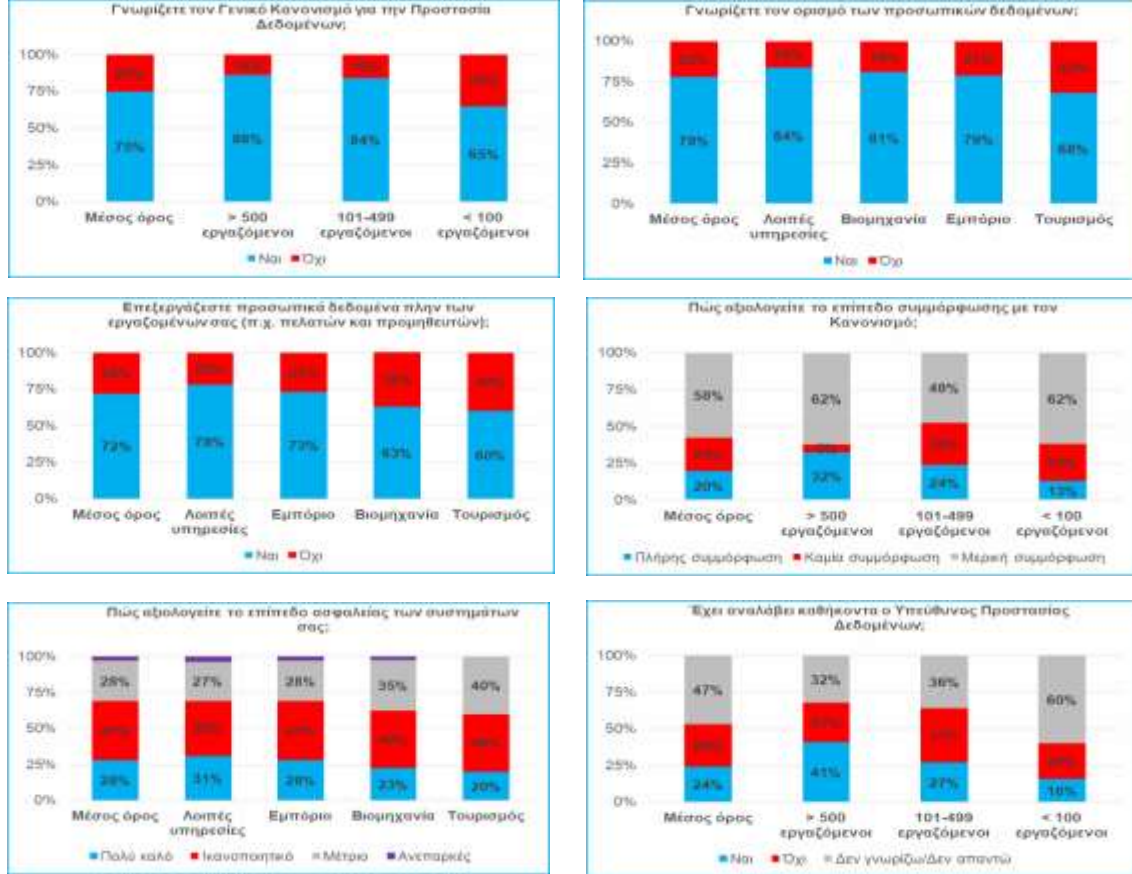 Γνωρίζετε τον Γενικό Κανονισμό για την Προστασία
Δεδομένων;
100%
75%
50%
25%
0%
75% 86% 84% 65%
Μέσος όρος > 500 101-499 < 100
εργαζόμενοι εργαζόμενοι εργαζόμενοι
Ναι Όχι
Γνωρίζετε τον ορισμό των προσωπικών δεδομένων;
100%
75%
50%
25%
0%
78% 84% 81% 79% 68%
Μέσος όρος Λοιπές Βιομηχανία Εμπόριο Τουρισμός
υπηρεσίες
Ναι Όχι
Επεξεργάζεστε προσωπικά δεδομένα πλην των
εργαζομένων σας (π.χ. πελατών και προμηθευτών);
100%
75%
50%
25%
0%
72% 78% 73% 63% 60%
Μέσος όρος Λοιπές Εμπόριο Βιομηχανία Τουρισμός
υπηρεσίες
Ναι Όχι
Πώς αξιολογείτε το επίπεδο συμμόρφωσης με τον
Κανονισμό;
100%
75%
50%
25%
0%
58% 62% 48% 62%
20% 32% 24% 13%
Μέσος όρος > 500 101-499 < 100
εργαζόμενοι εργαζόμενοι εργαζόμενοι
Πλήρης συμμόρφωση Καμία συμμόρφωση Μερική συμμόρφωση
Πώς αξιολογείτε το επίπεδο ασφαλείας των συστημάτων
σας;
100%
75%
50%
25%
0%
28% 27% 28% 35% 40%
28% 31% 28% 23% 20%
Μέσος όρος Λοιπές Εμπόριο Βιομηχανία Τουρισμός
υπηρεσίες
Πολύ καλό Ικανοποιητικό Μέτριο Ανεπαρκές
Έχει αναλάβει καθήκοντα ο Υπεύθυνος Προστασίας
Δεδομένων;
100%
75%
50%
25%
0%
47% 32% 36% 60%
24% 41% 27%
Μέσος όρος > 500 101-499 < 100
εργαζόμενοι εργαζόμενοι εργαζόμενοι
Ναι Όχι Δεν γνωρίζω/Δεν απαντώ